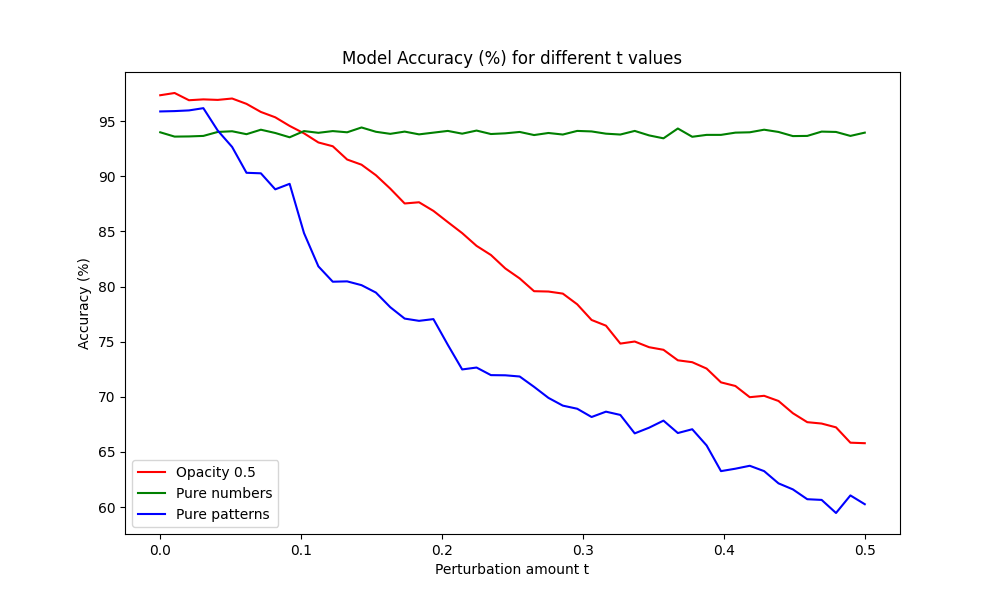 Model Accuracy (%) for different t values
Accuracy (%)
95
90
85
80
75
70
65
60
Opacity 0.5
Pure numbers
Pure patterns
0.0 0.1 0.2 0.3 0.4 0.5
Perturbation amount t